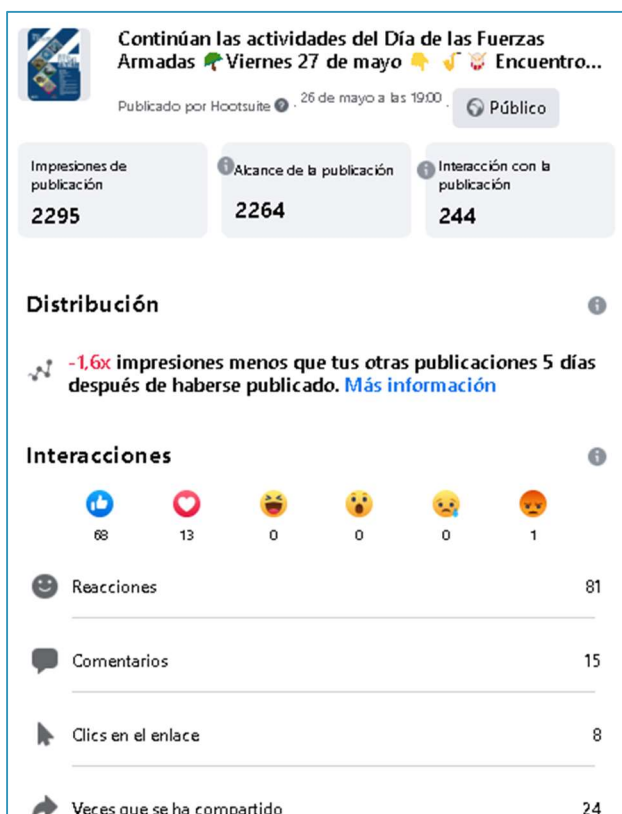 Continúan las actividades del Día de las Fuerzas
Armadas 🌳Viernes 27 de mayo 👇 🎷 🥁 Encuentro...
Publicado por Hootsuite . 26 de mayo a las 19:00 . Público
Impresiones de
publicación
2295
Alcance de la publicación
2264
Interacción con la
publicación
244
Distribución
-1,6x impresiones menos que tus otras publicaciones 5 días
después de haberse publicado. Más información
Interacciones
68 13 0 0 0 1
Reacciones 81
Comentarios 15
Clics en el enlace 8
Veces que se ha compartido 24